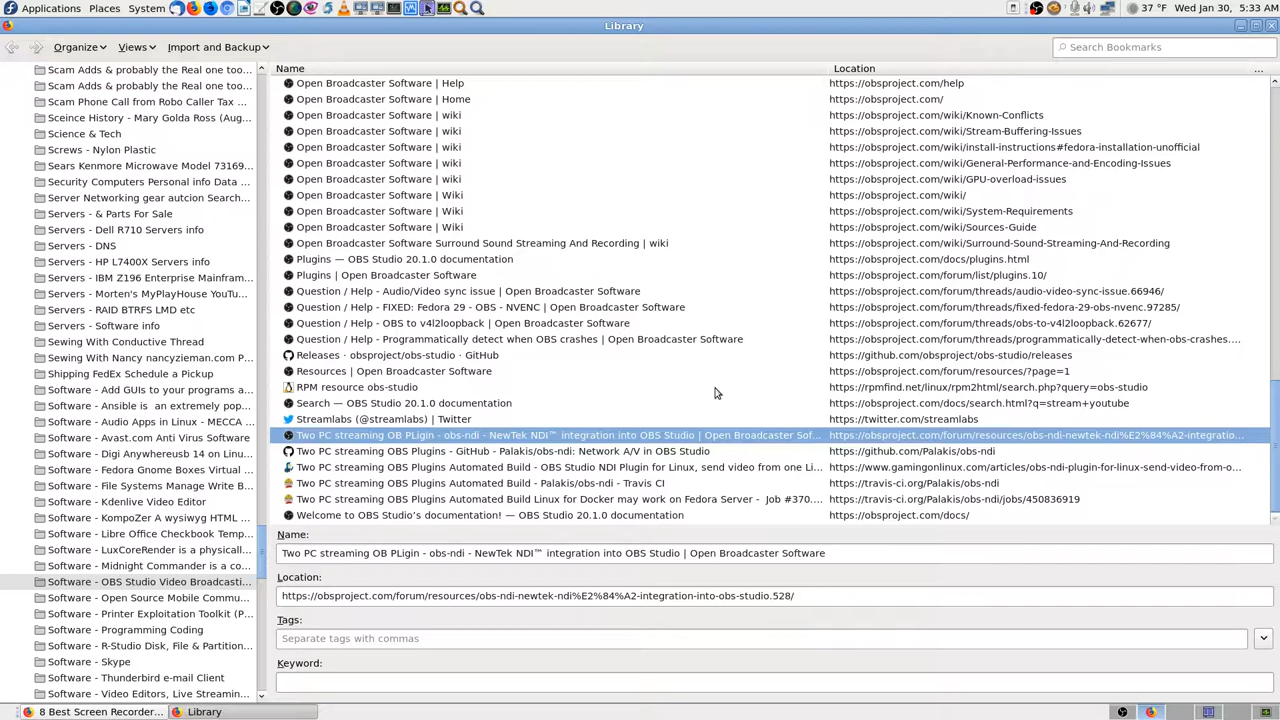 Applications Places System 37 °F Wed Jan 30, 5:33 AM
Library
Organize Views Import and Backup Search Bookmarks
Scam Adds & probably the Real one too...
Scam Adds & probably the Real one too...
Scam Phone Call from Robo Caller Tax ...
Sceince History - Mary Golda Ross (Aug...
Science & Tech
Screws - Nylon Plastic
Sears Kenmore Microwave Model 73169...
Security Computers Personal info Data ...
Server Networking gear autcion Search...
Servers - & Parts For Sale
Servers - Dell R710 Servers info
Servers - DNS
Servers - HP L7400X Servers info
Servers - IBM Z196 Enterprise Mainfram...
Servers - Morten's MyPlayHouse YouTu...
Servers - RAID BTRFS LMD etc
Servers - Software info
Sewing With Conductive Thread
Sewing With Nancy nancyzieman.com P...
Shipping FedEx Schedule a Pickup
Software - Add GUIs to your programs a...
Software - Ansible is an extremely pop...
Software - Audio Apps in Linux - MECCA ...
Software - Avast.com Anti Virus Software
Software - Digi Anywhereusb 14 on Linu...
Software - Fedora Gnome Boxes Virtual ...
Software - File Systems Manage Write B...
Software - Kdenlive Video Editor
Software - KompoZer A wysiwyg HTML ...
Software - Libre Office Checkbook Temp...
Software - LuxCoreRender is a physicall...
Software - Midnight Commander is a co...
Software - OBS Studio Video Broadcasti...
Software - Open Source Mobile Commu...
Software - Printer Exploitation Toolkit (P...
Software - Programming Coding
Software - R-Studio Disk, File & Partition...
Software - Skype
Software - Thunderbird e-mail Client
Software - Video Editors, Live Streamin...
Name Location ...
Open Broadcaster Software | Help https://obsproject.com/help
Open Broadcaster Software | Home https://obsproject.com/
Open Broadcaster Software | wiki https://obsproject.com/wiki/Known-Conflicts
Open Broadcaster Software | wiki https://obsproject.com/wiki/Stream-Buffering-Issues
Open Broadcaster Software | wiki https://obsproject.com/wiki/install-instructions#fedora-installation-unofficial
Open Broadcaster Software | wiki https://obsproject.com/wiki/General-Performance-and-Encoding-Issues
Open Broadcaster Software | wiki https://obsproject.com/wiki/GPU-overload-issues
Open Broadcaster Software | Wiki https://obsproject.com/wiki/
Open Broadcaster Software | Wiki https://obsproject.com/wiki/System-Requirements
Open Broadcaster Software | Wiki https://obsproject.com/wiki/Sources-Guide
Open Broadcaster Software Surround Sound Streaming And Recording | wiki https://obsproject.com/wiki/Surround-Sound-Streaming-And-Recording
Plugins — OBS Studio 20.1.0 documentation https://obsproject.com/docs/plugins.html
Plugins | Open Broadcaster Software https://obsproject.com/forum/list/plugins.10/
Question / Help - Audio/Video sync issue | Open Broadcaster Software https://obsproject.com/forum/threads/audio-video-sync-issue.66946/
Question / Help - FIXED: Fedora 29 - OBS - NVENC | Open Broadcaster Software https://obsproject.com/forum/threads/fixed-fedora-29-obs-nvenc.97285/
Question / Help - OBS to v4l2loopback | Open Broadcaster Software https://obsproject.com/forum/threads/obs-to-v4l2loopback.62677/
Question / Help - Programmatically detect when OBS crashes | Open Broadcaster Software https://obsproject.com/forum/threads/programmatically-detect-when-obs-crashes....
Releases · obsproject/obs-studio · GitHub https://github.com/obsproject/obs-studio/releases
Resources | Open Broadcaster Software https://obsproject.com/forum/resources/?page=1
RPM resource obs-studio https://rpmfind.net/linux/rpm2html/search.php?query=obs-studio
Search — OBS Studio 20.1.0 documentation https://obsproject.com/docs/search.html?q=stream+youtube
Streamlabs (@streamlabs) | Twitter https://twitter.com/streamlabs
Two PC streaming OB PLigin - obs-ndi - NewTek NDI™ integration into OBS Studio | Open Broadcaster Sof... https://obsproject.com/forum/resources/obs-ndi-newtek-ndi%E2%84%A2-integratio...
Two PC streaming OBS Plugins - GitHub - Palakis/obs-ndi: Network A/V in OBS Studio https://github.com/Palakis/obs-ndi
Two PC streaming OBS Plugins Automated Build - OBS Studio NDI Plugin for Linux, send video from one Li... https://www.gamingonlinux.com/articles/obs-ndi-plugin-for-linux-send-video-from-o...
Two PC streaming OBS Plugins Automated Build - Palakis/obs-ndi - Travis CI https://travis-ci.org/Palakis/obs-ndi
Two PC streaming OBS Plugins Automated Build Linux for Docker may work on Fedora Server - Job #370.... https://travis-ci.org/Palakis/obs-ndi/jobs/450836919
Welcome to OBS Studio's documentation! — OBS Studio 20.1.0 documentation https://obsproject.com/docs/
Name:
Two PC streaming OB PLigin - obs-ndi - NewTek NDI™ integration into OBS Studio | Open Broadcaster Software
Location:
https://obsproject.com/forum/resources/obs-ndi-newtek-ndi%E2%84%A2-integration-into-obs-studio.528/
Tags:
Separate tags with commas
Keyword:
8 Best Screen Recorder... Library